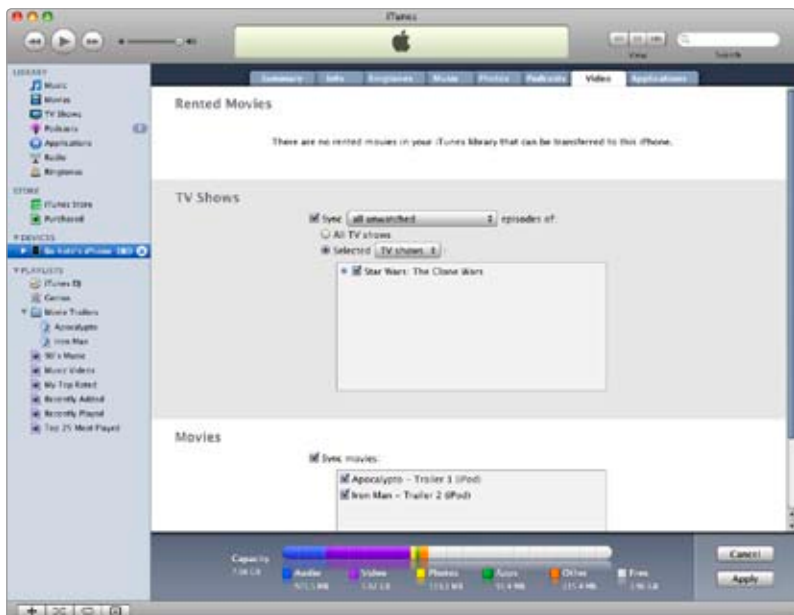 iTunes
View
Search
LIBRARY
Music
Movies
TV Shows
Podcasts
Applications
Audio
Ringtones
STORE
iTunes Store
Purchased
DEVICES
iPhone
PLAYLISTS
iTunes DJ
Genius
Movie Trailers
Apocalypto
Iron Man
90's Music
Music Videos
My Top Rated
Recently Added
Recently Played
Top 25 Most Played
Summary Info Ringtones Music Photos Podcasts Video Applications
Rented Movies
There are no rented movies in your iTunes library that can be transferred to this iPhone.
TV Shows
Sync all unwatched episodes of:
All TV shows
Selected TV shows :
Star Wars: The Clone Wars
Movies
Sync movies:
Apocalypto - Trailer 1 (iPod)
Iron Man - Trailer 2 (iPod)
Capacity
Audio Video Photos Apps Other Free
Cancel
Apply